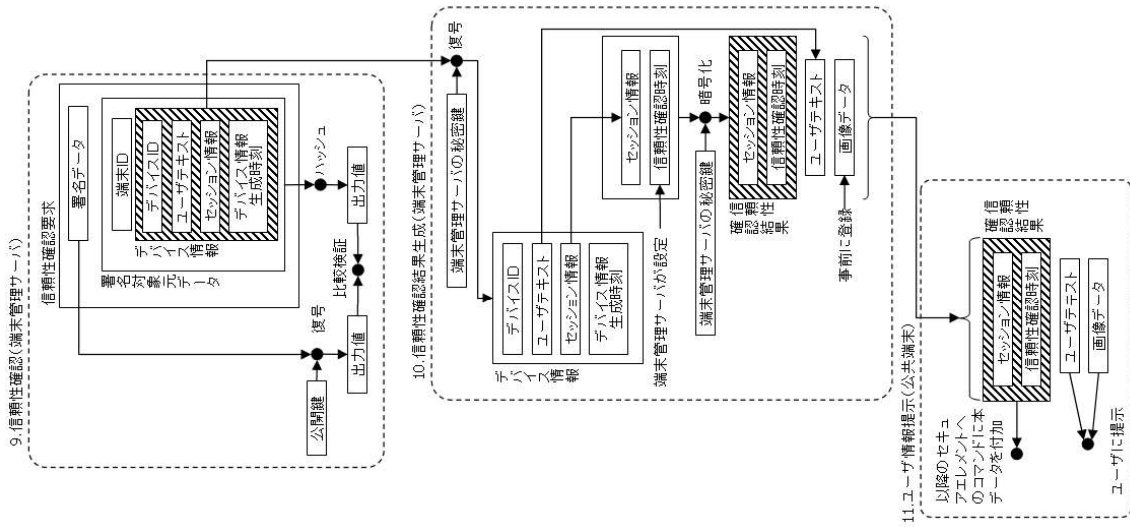 9.信頼性確認(端末管理サーバ)
信頼性確認要求
署名データ
署名対象元データ
端末ID
デバイス情報
デバイスID
ユーザテキスト
セッション情報
デバイス情報
生成時刻
ハッシュ
出力値
比較検証
復号
公開鍵
出力値
10.信頼性確認結果生成(端末管理サーバ)
復号
端末管理サーバの秘密鍵
デバイス情報
デバイスID
ユーザテキスト
セッション情報
デバイス情報
生成時刻
セッション情報
信頼性確認時刻
端末管理サーバが設定
暗号化
端末管理サーバの秘密鍵
信頼性
確認結果
セッション情報
信頼性確認時刻
ユーザテキスト
画像データ
事前に登録
11.ユーザ情報提示(公共端末)
信頼性
確認結果
セッション情報
信頼性確認時刻
ユーザテスト
画像データ
以降のセキュ
アエレメントへ
のコマンドに本
データを付加
ユーザに提示